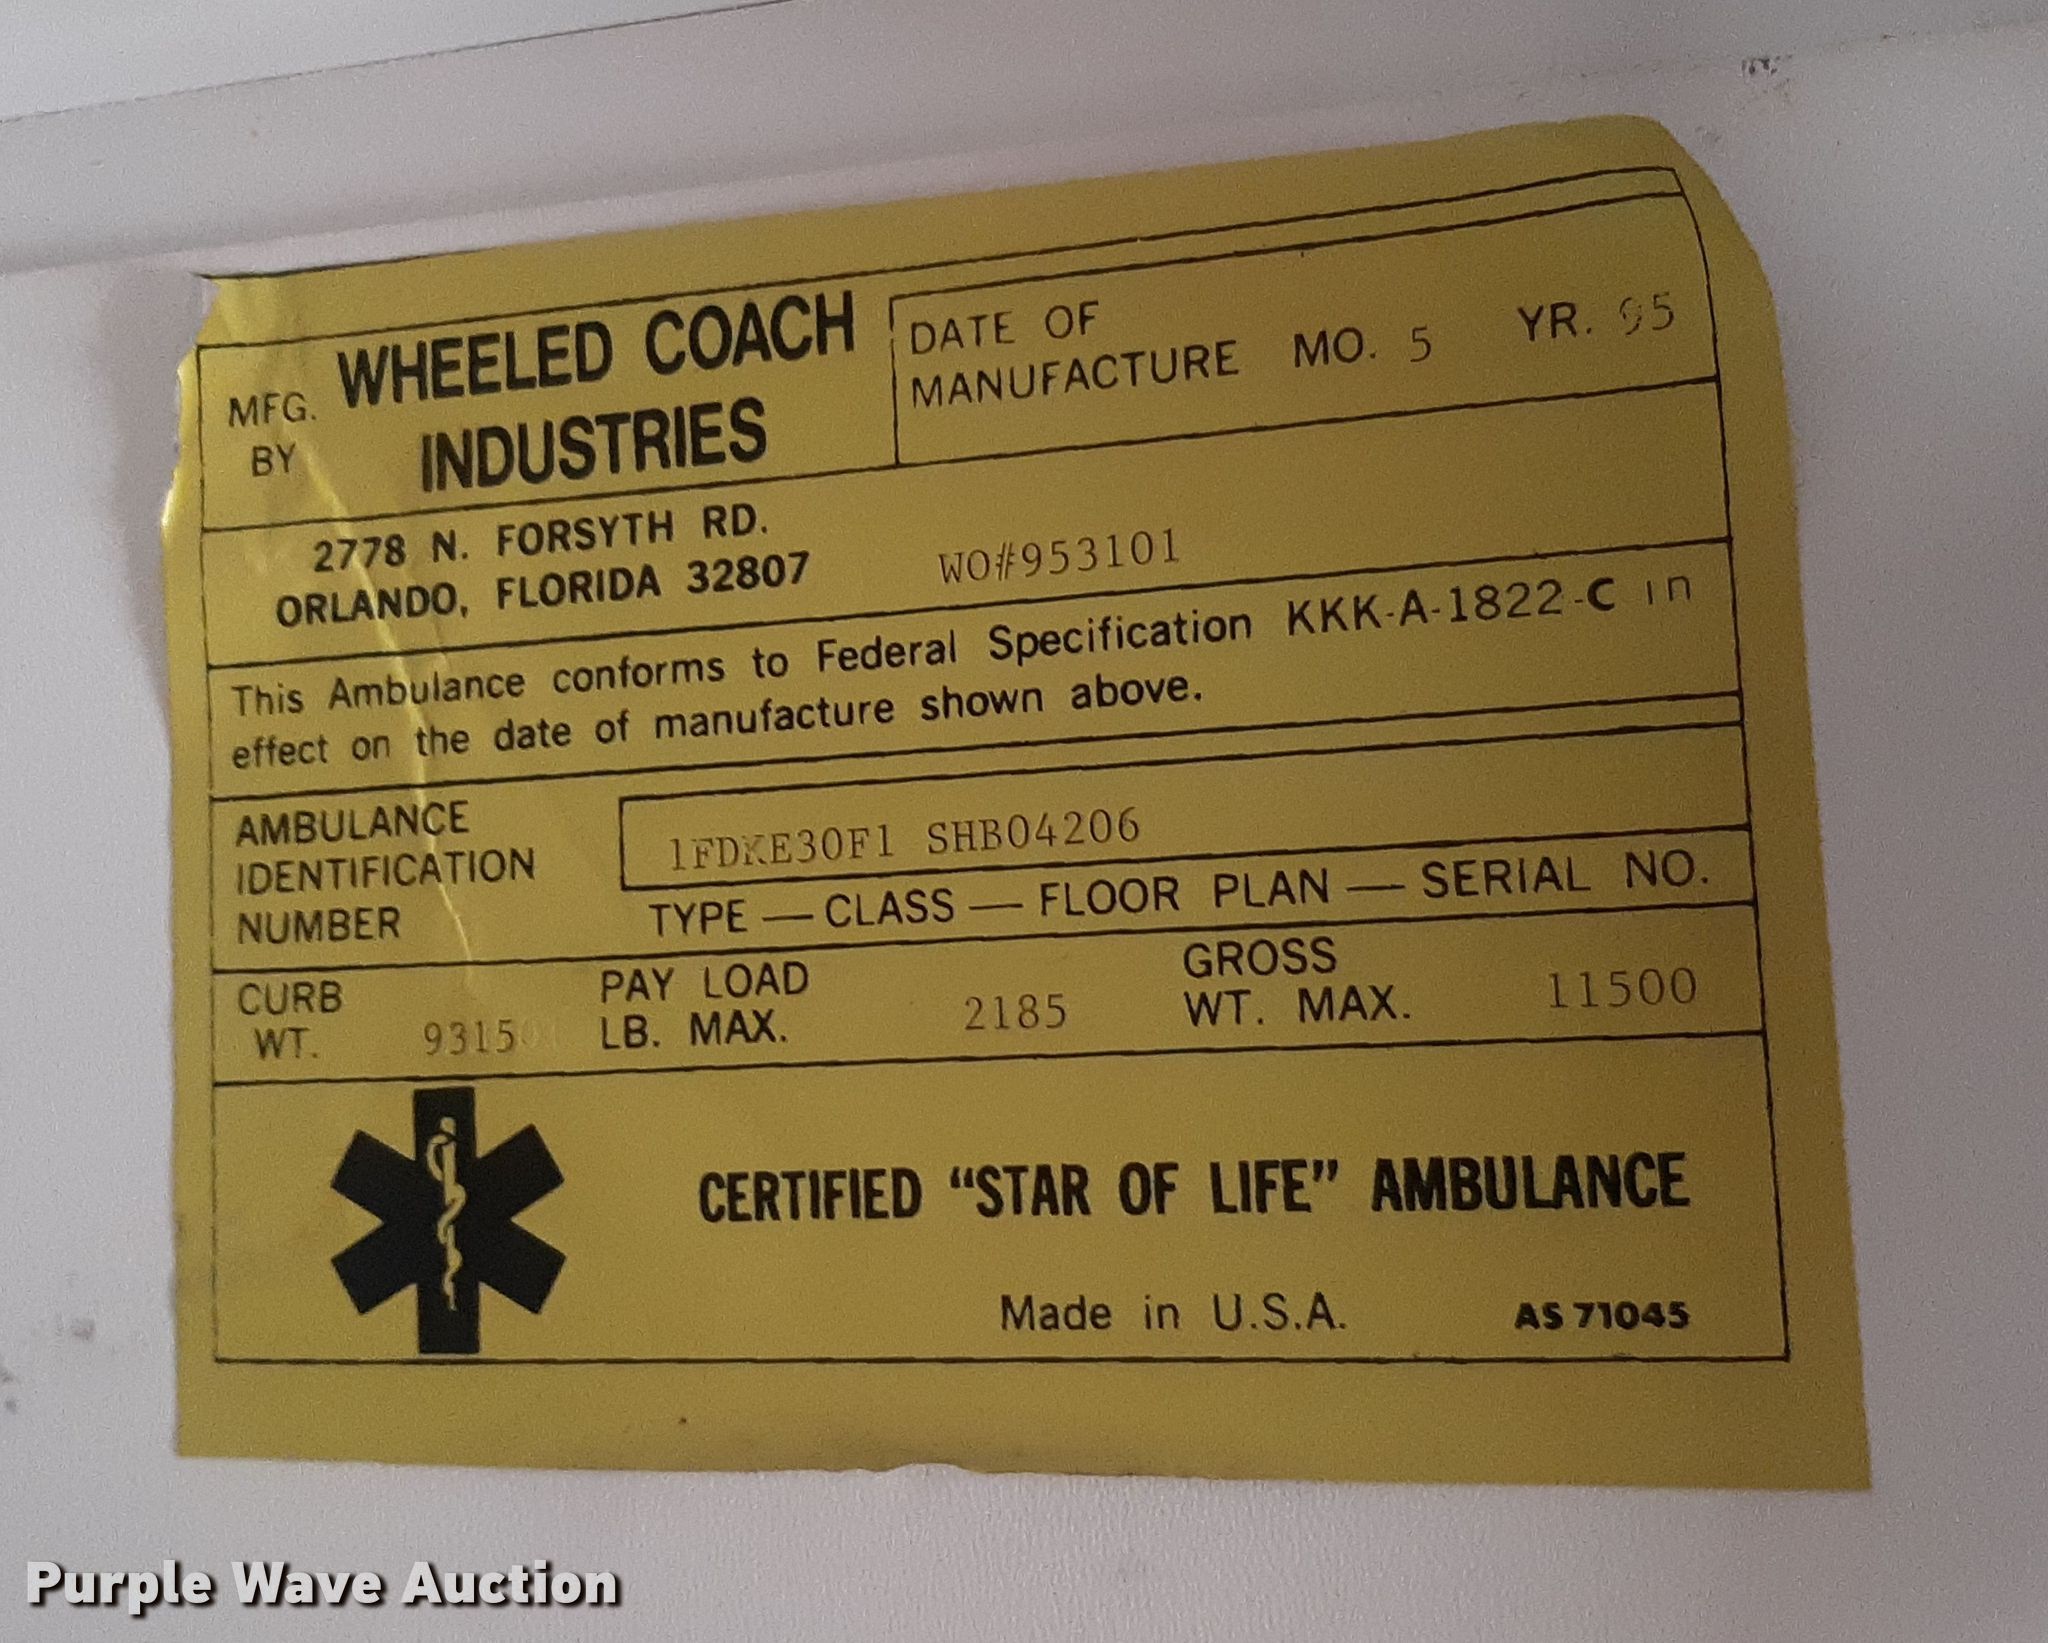 MFG. BY WHEELED COACH INDUSTRIES
DATE OF MANUFACTURE MO. 5 YR. 95
2778 N. FORSYTH RD.
ORLANDO, FLORIDA 32807 WO#953101
This Ambulance conforms to Federal Specification KKK-A-1822-C in
effect on the date of manufacture shown above.
AMBULANCE IDENTIFICATION NUMBER
1FDKE30F1 SHB04206
TYPE — CLASS — FLOOR PLAN — SERIAL NO.
CURB WT. 9315
PAY LOAD LB. MAX. 2185
GROSS WT. MAX. 11500
CERTIFIED "STAR OF LIFE" AMBULANCE
Made in U.S.A. AS 71045
Purple Wave Auction